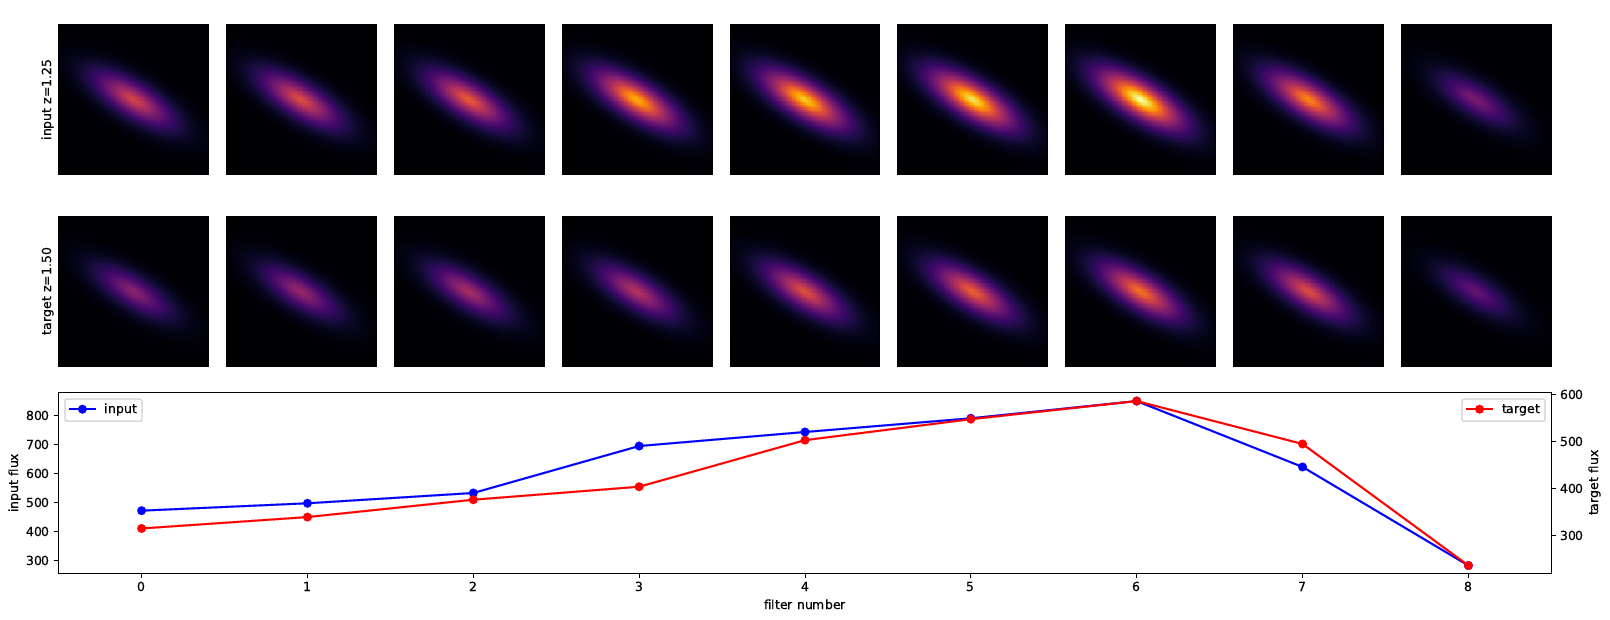 input z=1.25
target z=1.50
input
target
800
700
600
500
400
300
input flux
600
500
400
300
target flux
0 1 2 3 4 5 6 7 8
filter number